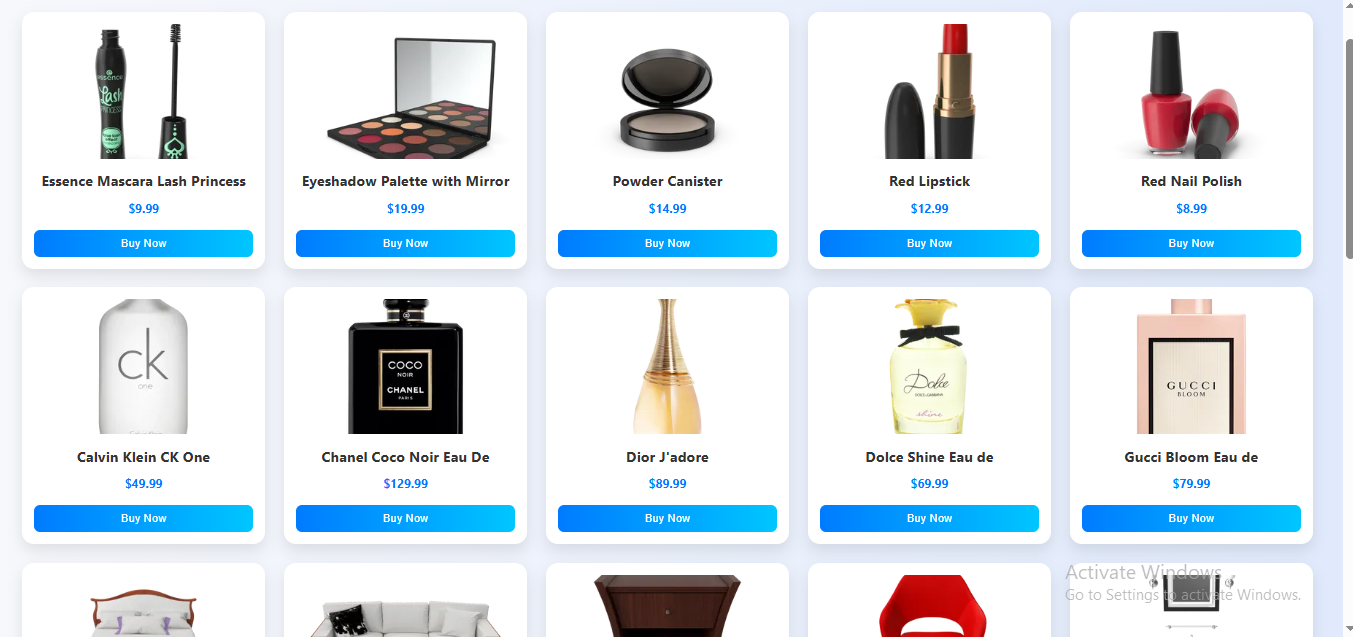 essence
Lash
PRINCESS
Essence Mascara Lash Princess
$9.99
Buy Now
Eyeshadow Palette with Mirror
$19.99
Buy Now
Powder Canister
$14.99
Buy Now
Red Lipstick
$12.99
Buy Now
Red Nail Polish
$8.99
Buy Now
ck
one
Calvin Klein CK One
$49.99
Buy Now
COCO
NOIR
CHANEL
PARIS
Chanel Coco Noir Eau De
$129.99
Buy Now
Dior J'adore
$89.99
Buy Now
Dolce
DOLCE&GABBANA
shine
Dolce Shine Eau de
$69.99
Buy Now
GUCCI
BLOOM
Gucci Bloom Eau de
$79.99
Buy Now
Activate Windows
Go to Settings to activate Windows.